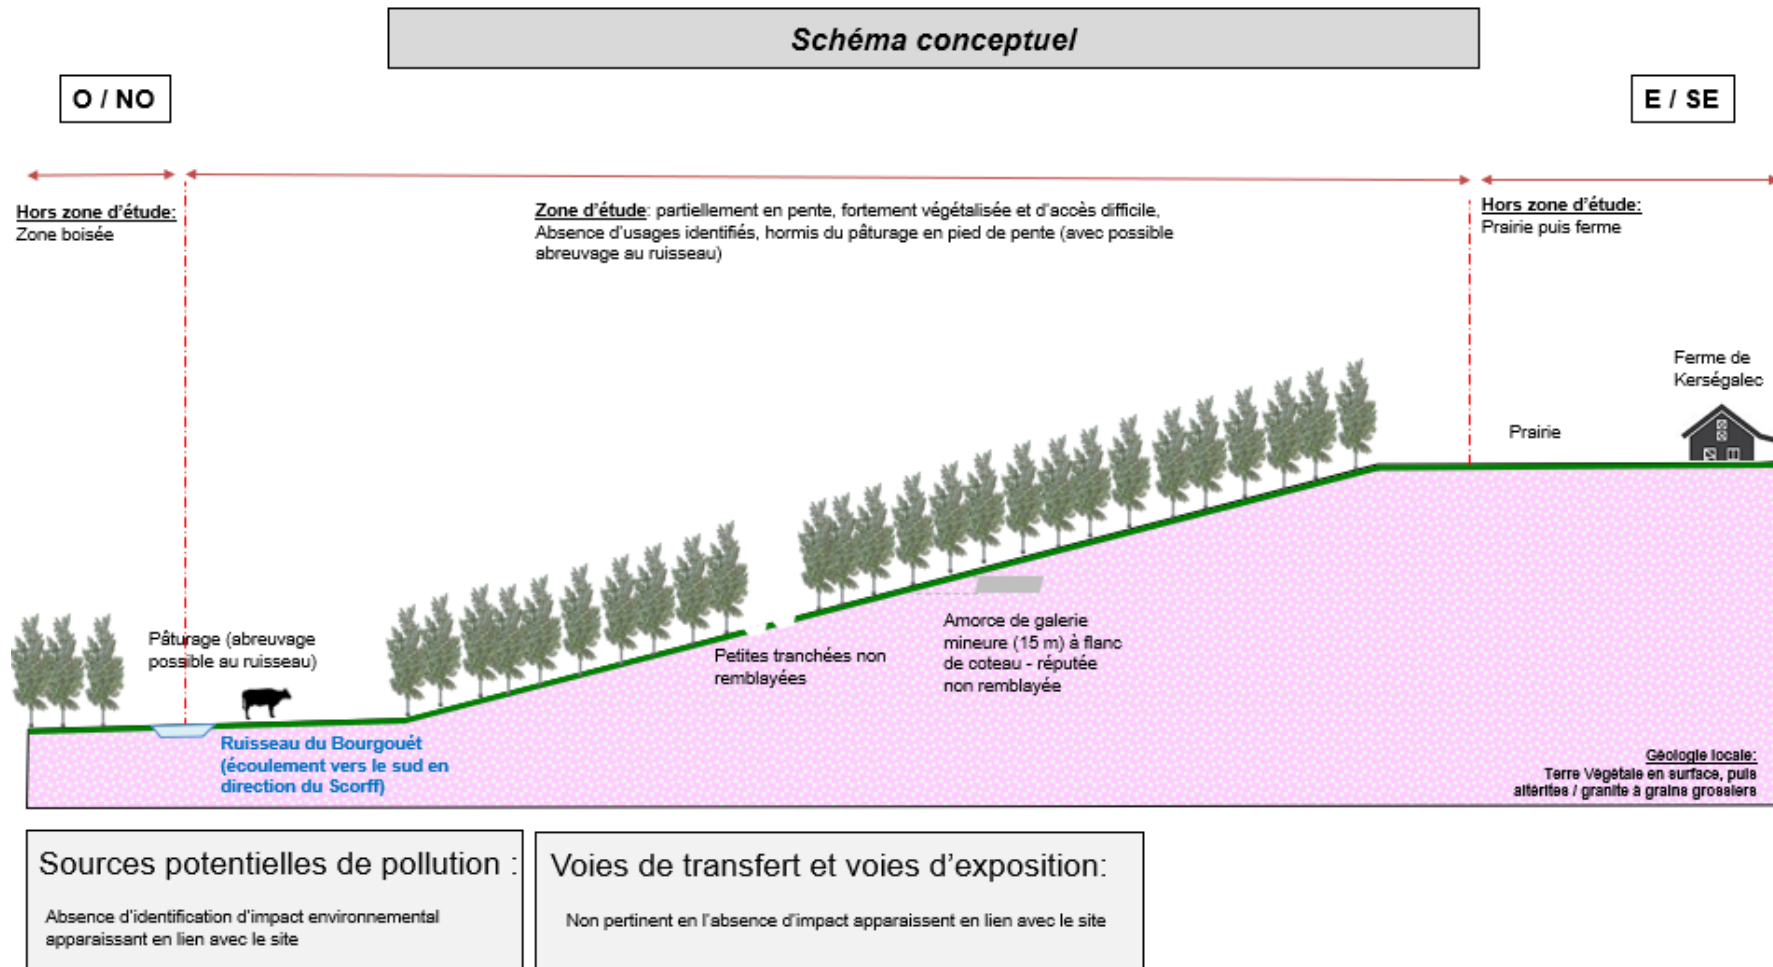 Schéma conceptuel
O / NO
E / SE
Hors zone d'étude:
Zone boisée
Zone d'étude: partiellement en pente, fortement végétalisée et d'accès difficile,
Absence d'usages identifiés, hormis du pâturage en pied de pente (avec possible
abreuvage au ruisseau)
Hors zone d'étude:
Prairie puis ferme
Ferme de
Kerségalec
Prairie
Pâturage (abreuvage
possible au ruisseau)
Petites tranchées non
remblayées
Amorce de galerie
mineure (15 m) à flanc
de coteau - réputée
non remblayée
Ruisseau du Bourgouét
(écoulement vers le sud en
direction du Scorff)
Géologie locale:
Terre Végétale en surface, puis
altérites / granite à grains grossiers
Sources potentielles de pollution :
Absence d'identification d'impact environnemental
apparaissant en lien avec le site
Voies de transfert et voies d'exposition:
Non pertinent en l'absence d'impact apparaissent en lien avec le site